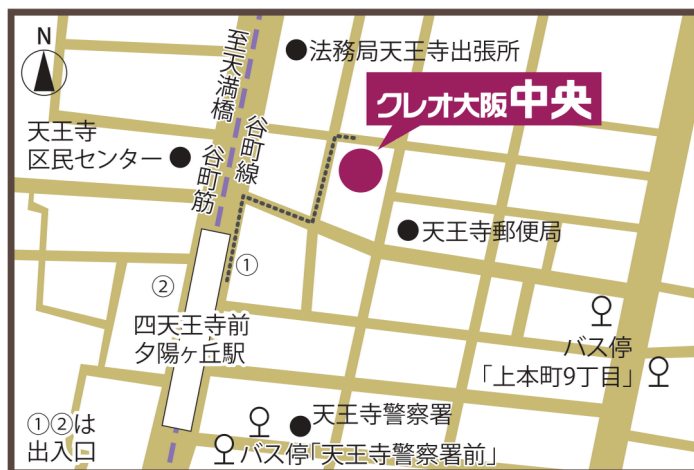 N
至天満橋
谷町線
谷町筋
法務局天王寺出張所
クレオ大阪中央
天王寺
区民センター
天王寺郵便局
①
②
四天王寺前
夕陽ヶ丘駅
バス停
「上本町9丁目」
天王寺警察署
バス停「天王寺警察署前」
①②は
出入口